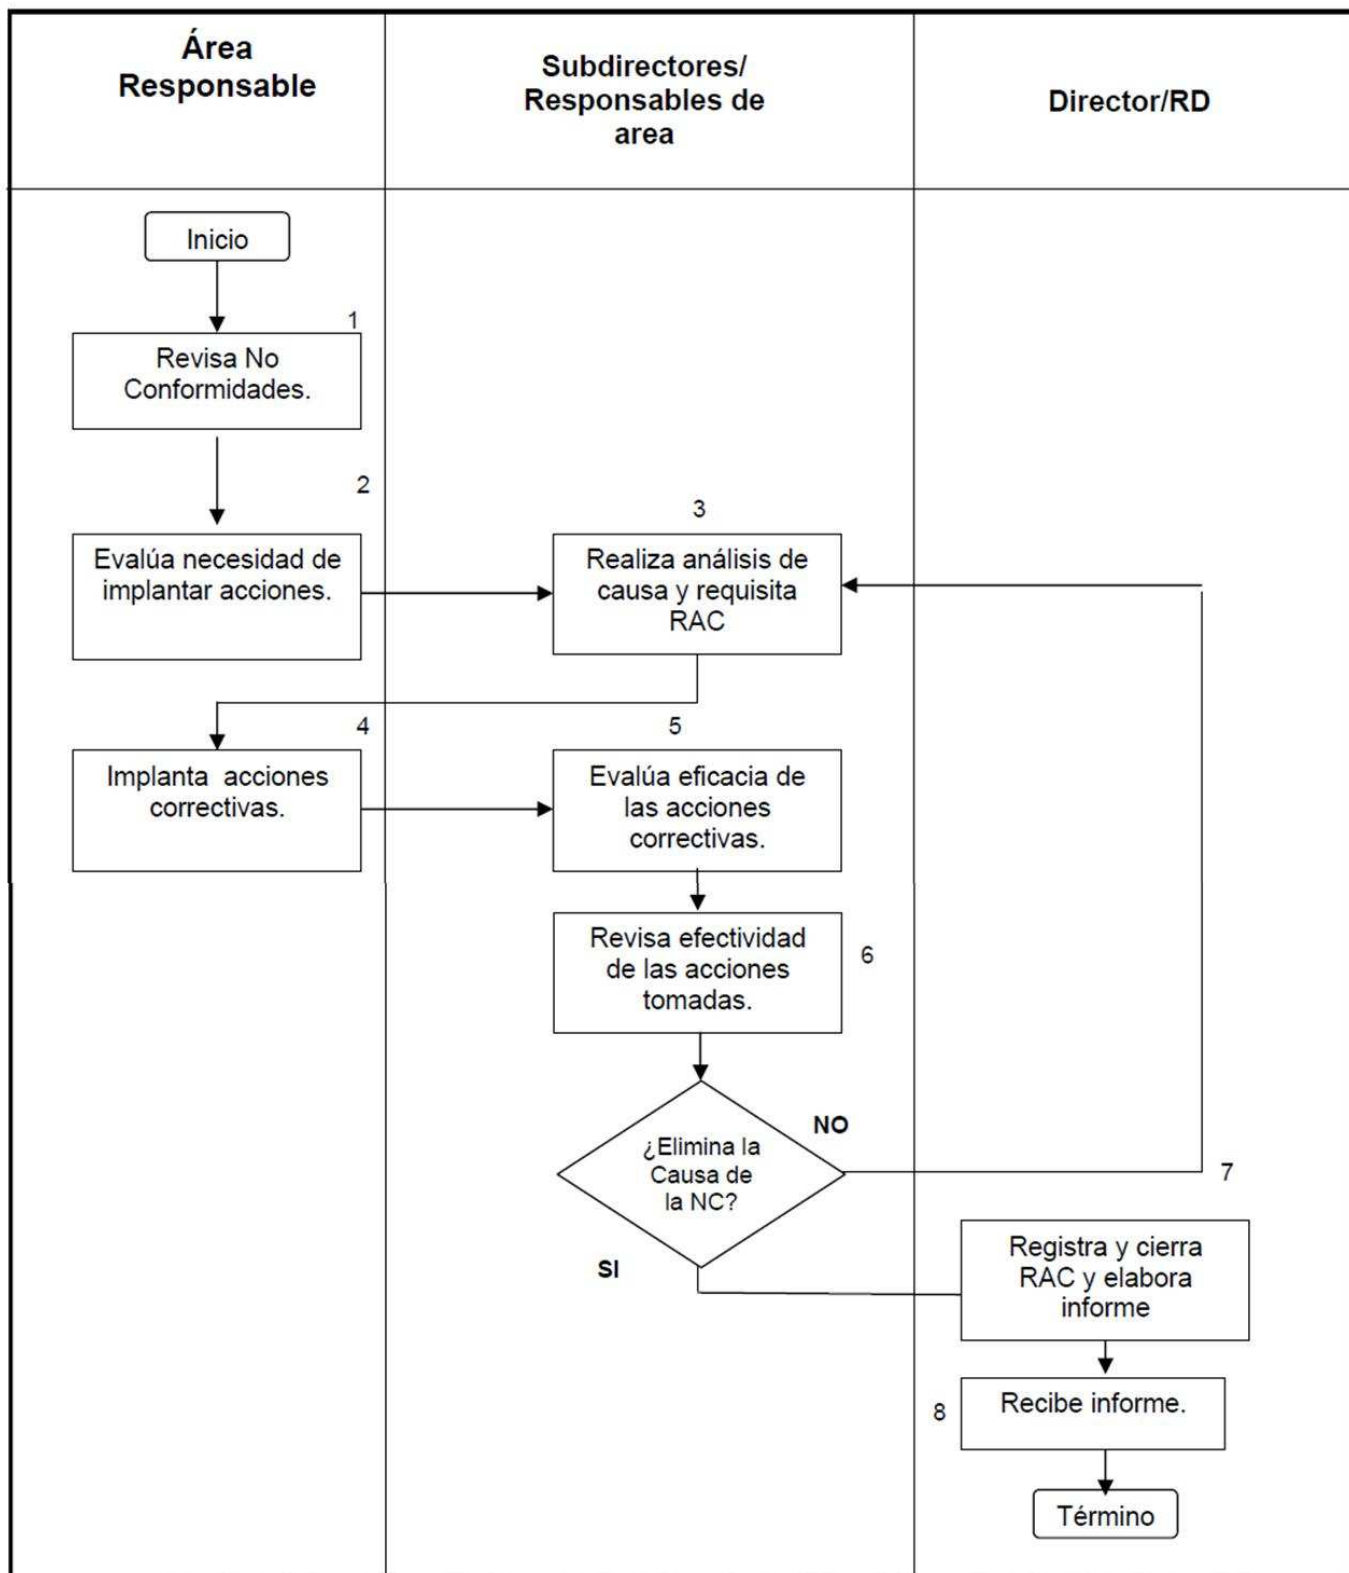 Área
Responsable
Subdirectores/
Responsables de
area
Director/RD
Inicio
1
Revisa No
Conformidades.
2
Evalúa necesidad de
implantar acciones.
3
Realiza análisis de
causa y requisita
RAC
4
Implanta acciones
correctivas.
5
Evalúa eficacia de
las acciones
correctivas.
Revisa efectividad
de las acciones
tomadas.
6
¿Elimina la
Causa de
la NC?
NO
SI
7
Registra y cierra
RAC y elabora
informe
8
Recibe informe.
Término